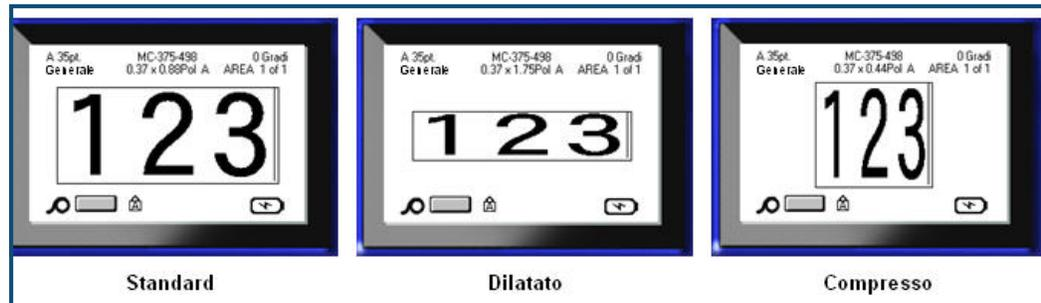 A 35pt. MC-375-498 0 Gradi
Generale 0.37 x 0.88Pol A AREA 1 of 1
123
Standard
A 35pt. MC-375-498 0 Gradi
Generale 0.37 x 1.75Pol A AREA 1 of 1
123
Dilatato
A 35pt. MC-375-498 0 Gradi
Generale 0.37 x 0.44Pol A AREA 1 of 1
123
Compresso